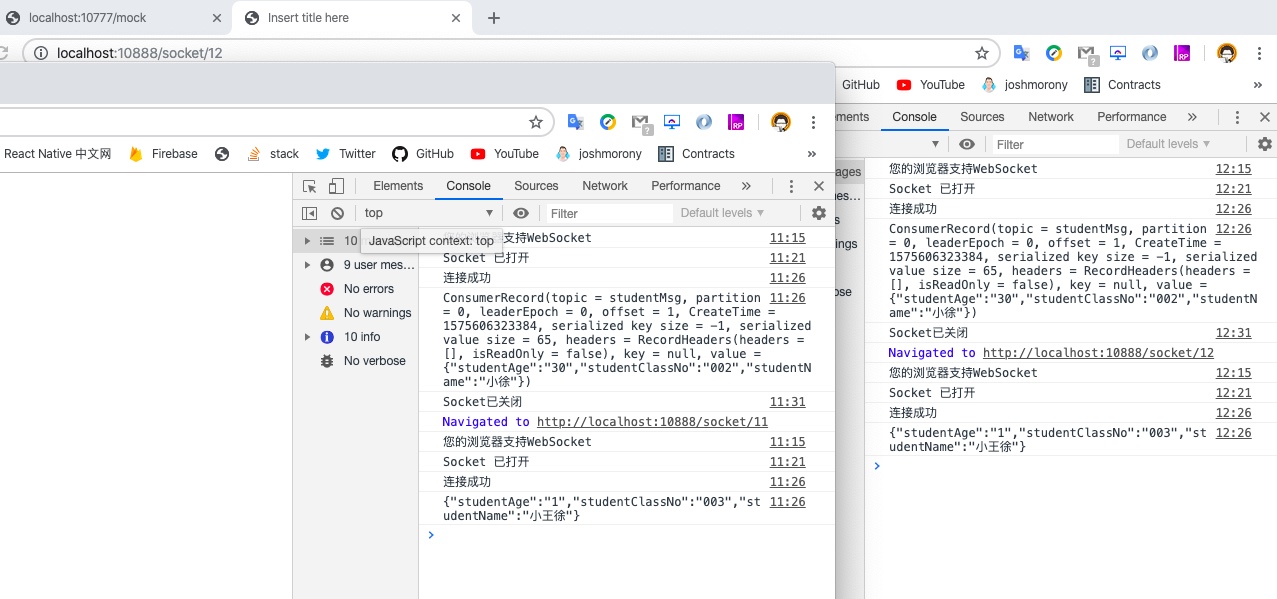 localhost:10777/mock
Insert title here
localhost:10888/socket/12
GitHub YouTube joshmorony Contracts »
ements Console Sources Network Performance »
Filter Default levels ▼
ages
es…
s
ings
ose
您的浏览器支持WebSocket 12:15
Socket 已打开 12:21
连接成功 12:26
ConsumerRecord(topic = studentMsg, partition 12:26
= 0, leaderEpoch = 0, offset = 1, CreateTime =
1575606323384, serialized key size = -1, serialized
value size = 65, headers = RecordHeaders(headers =
[], isReadOnly = false), key = null, value =
{"studentAge":"30","studentClassNo":"002","studentN
ame":"小徐"})
Socket已关闭 12:31
Navigated to http://localhost:10888/socket/12
您的浏览器支持WebSocket 12:15
Socket 已打开 12:21
连接成功 12:26
{"studentAge":"1","studentClassNo":"003","st 12:26
udentName":"小王徐"}
React Native 中文网 Firebase stack Twitter GitHub YouTube joshmorony Contracts »
Elements Console Sources Network Performance »
top ▼ Filter Default levels ▼
10
JavaScript context: top
9 user mes…
No errors
No warnings
10 info
No verbose
支持WebSocket 11:15
Socket 已打开 11:21
连接成功 11:26
ConsumerRecord(topic = studentMsg, partition 11:26
= 0, leaderEpoch = 0, offset = 1, CreateTime =
1575606323384, serialized key size = -1, serialized
value size = 65, headers = RecordHeaders(headers =
[], isReadOnly = false), key = null, value =
{"studentAge":"30","studentClassNo":"002","studentN
ame":"小徐"})
Socket已关闭 11:31
Navigated to http://localhost:10888/socket/11
您的浏览器支持WebSocket 11:15
Socket 已打开 11:21
连接成功 11:26
{"studentAge":"1","studentClassNo":"003","st 11:26
udentName":"小王徐"}